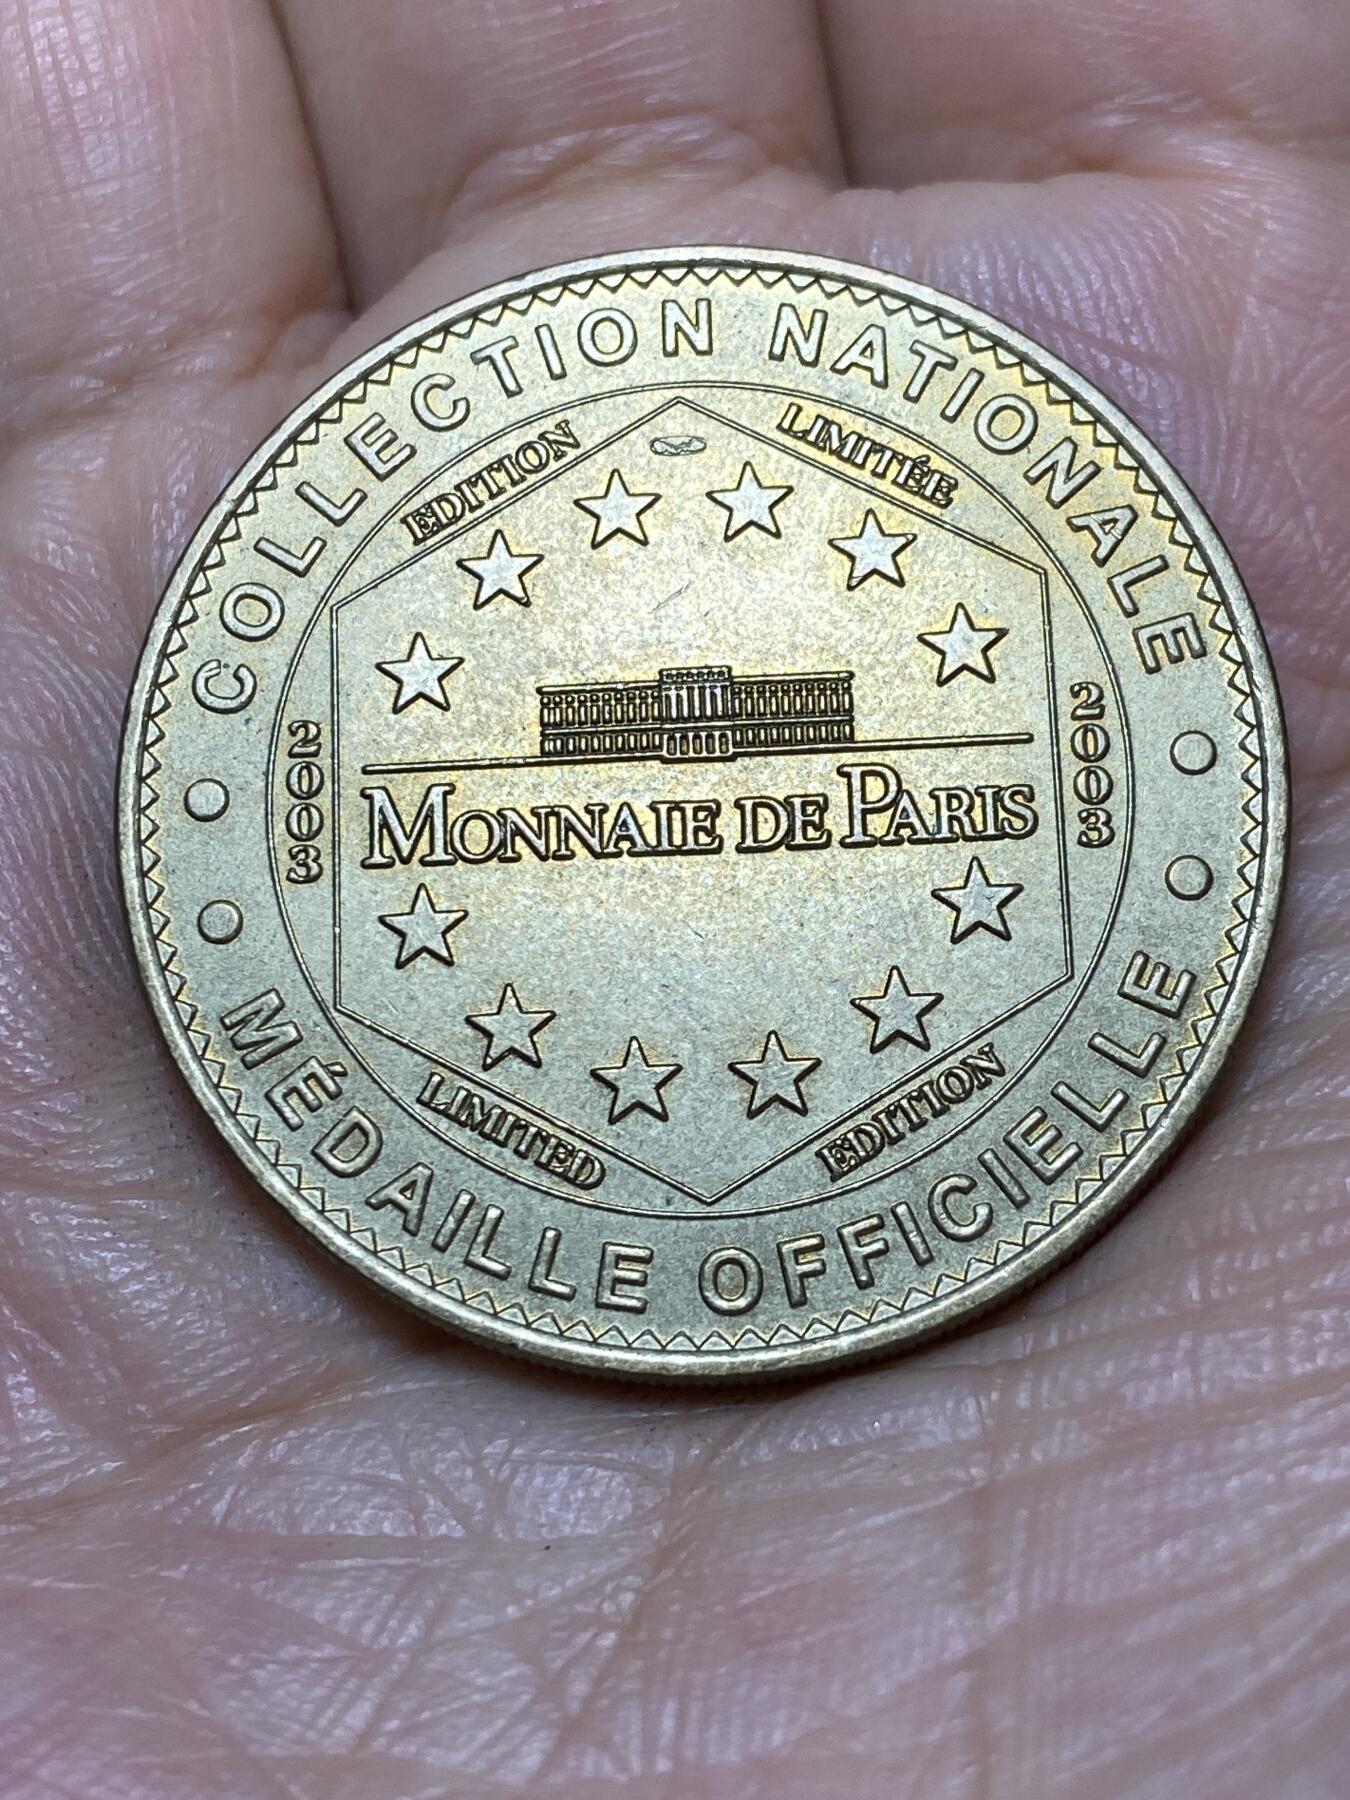 COLLECTION NATIONALE
EDITION LIMITÉE
2003
2003
MONNAIE DE PARIS
LIMITED EDITION
MÉDAILLE OFFICIELLE